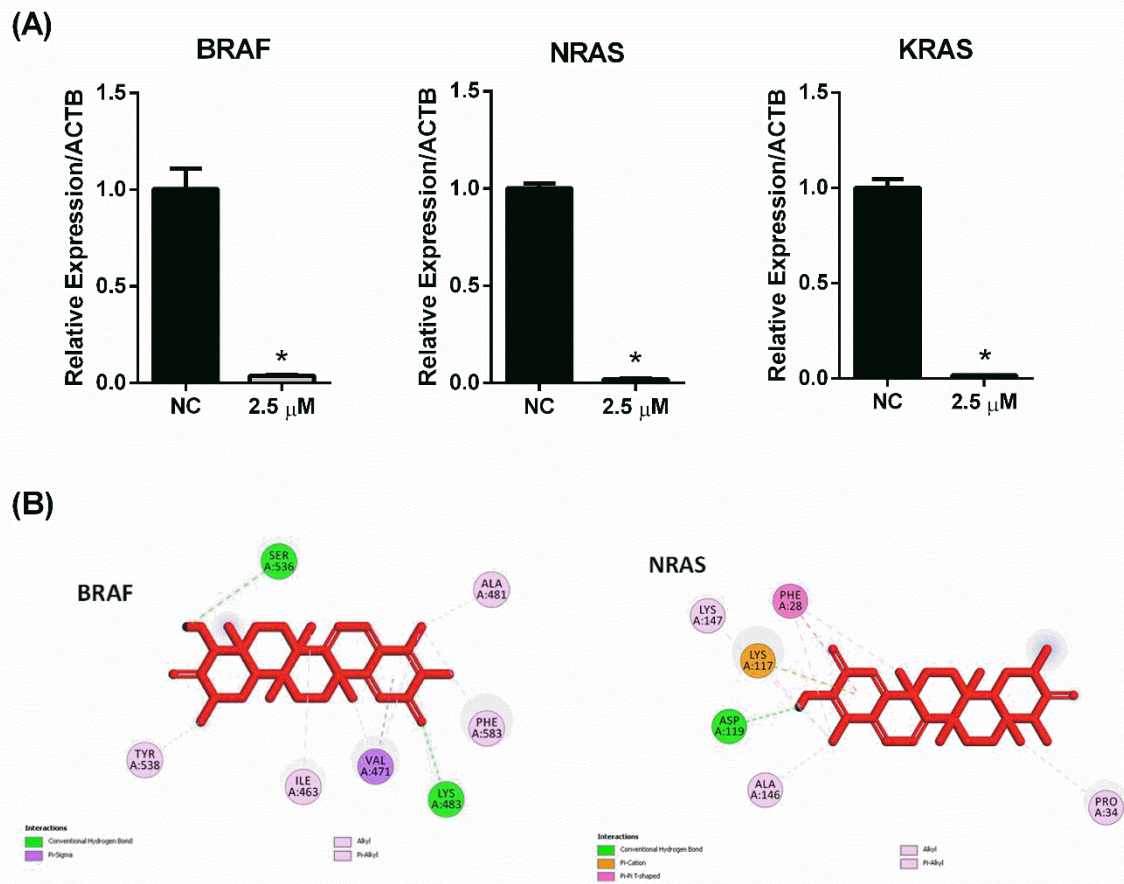 (A)
BRAF
Relative Expression/ACTB
1.5
1.0
0.5
0.0
*
NC
2.5 μM
NRAS
Relative Expression/ACTB
1.5
1.0
0.5
0.0
*
NC
2.5 μM
KRAS
Relative Expression/ACTB
1.5
1.0
0.5
0.0
*
NC
2.5 μM
(B)
BRAF
SER
A:536
ALA
A:481
TYR
A:538
ILE
A:463
VAL
A:471
PHE
A:583
LYS
A:483
Interactions
Conventional Hydrogen Bond
Pi-Sigma
Alkyl
Pi-Alkyl
NRAS
LYS
A:147
PHE
A:28
LYS
A:117
ASP
A:119
ALA
A:146
PRO
A:34
Interactions
Conventional Hydrogen Bond
Pi-Cation
Pi-Pi T-shaped
Alkyl
Pi-Alkyl